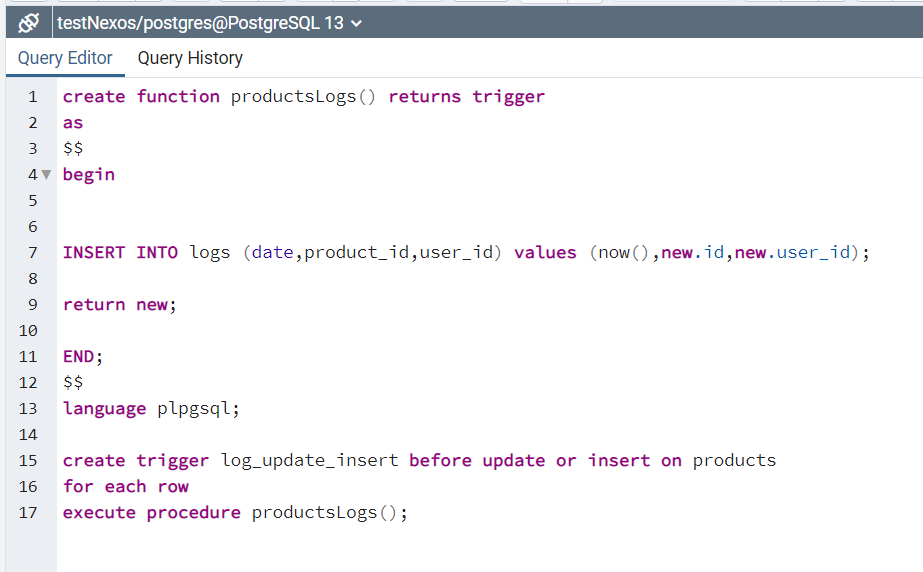 testNexos/postgres@PostgreSQL 13
Query Editor Query History
1 create function productsLogs() returns trigger
2 as
3 $$
4 begin
5
6
7 INSERT INTO logs (date,product_id,user_id) values (now(),new.id,new.user_id);
8
9 return new;
10
11 END;
12 $$
13 language plpgsql;
14
15 create trigger log_update_insert before update or insert on products
16 for each row
17 execute procedure productsLogs();